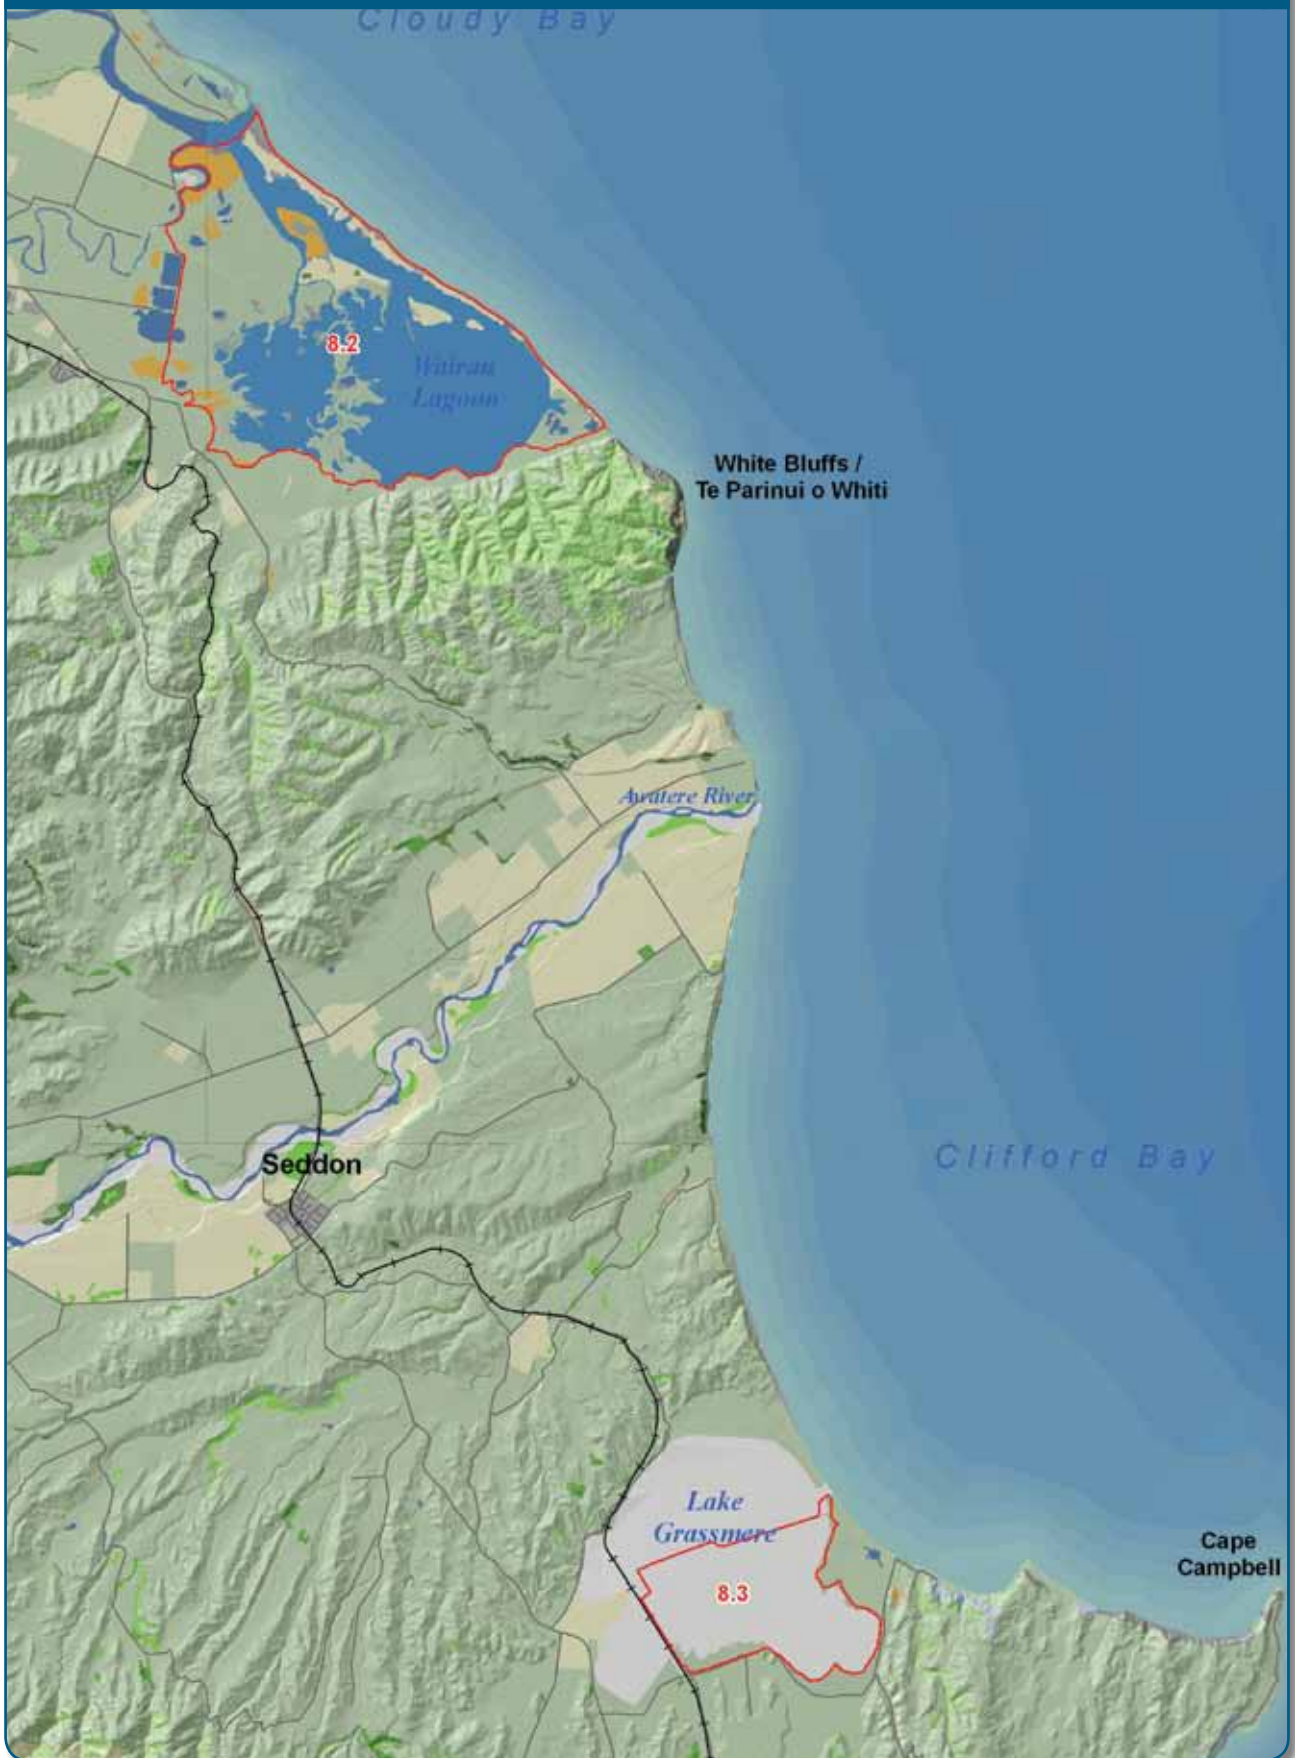 Cloudy Bay
8.2
Wairau
Lagoon
White Bluffs /
Te Parinui o Whiti
Awatere River
Clifford Bay
Seddon
Lake
Grassmere
8.3
Cape
Campbell